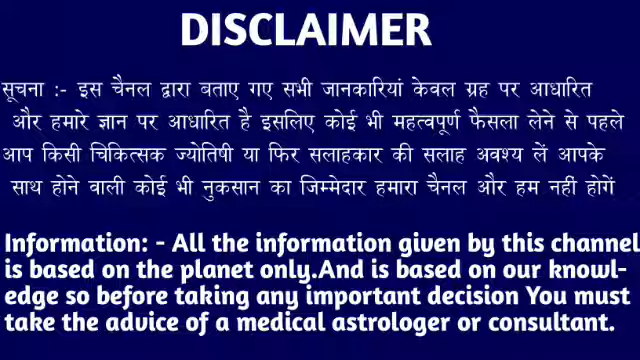 DISCLAIMER
सूचना :- इस चैनल द्वारा बताए गए सभी जानकारियां केवल ग्रह पर आधारित
और हमारे ज्ञान पर आधारित है इसलिए कोई भी महत्वपूर्ण फैसला लेने से पहले
आप किसी चिकित्सक ज्योतिषी या फिर सलाहकार की सलाह अवश्य लें आपके
साथ होने वाली कोई भी नुकसान का जिम्मेदार हमारा चैनल और हम नहीं होगें
Information: - All the information given by this channel
is based on the planet only.And is based on our knowl-
edge so before taking any important decision You must
take the advice of a medical astrologer or consultant.